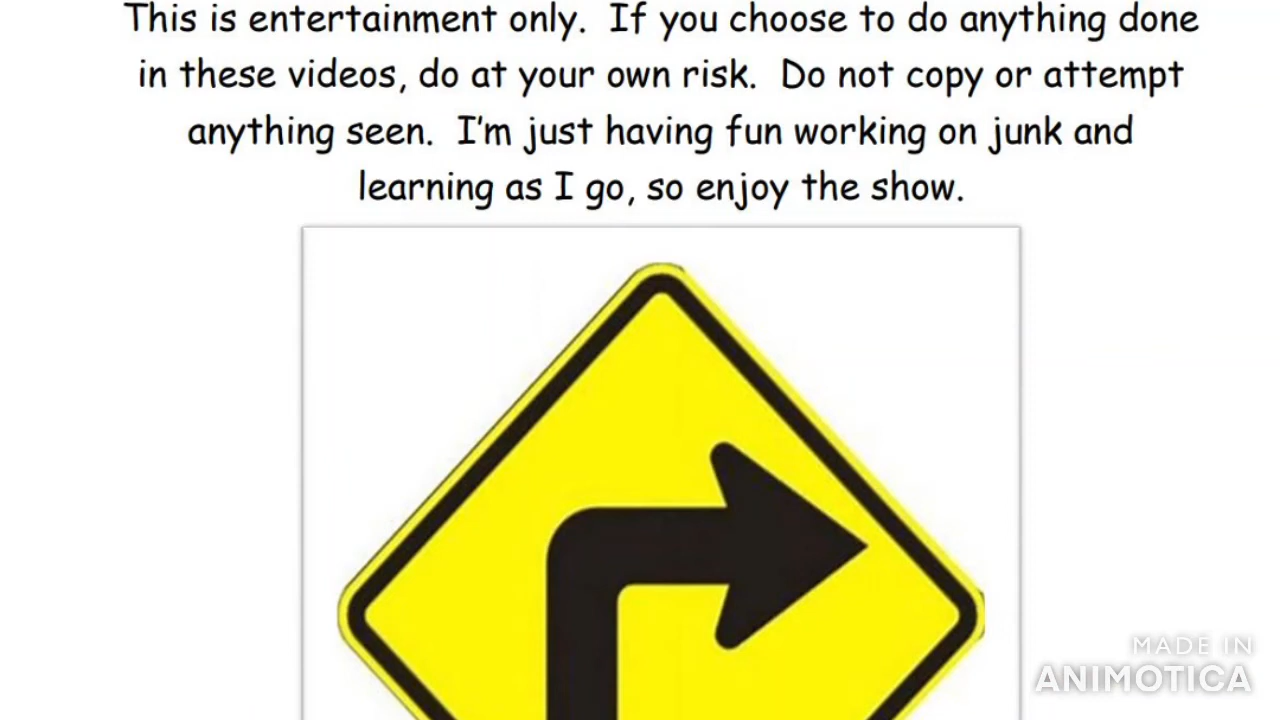 This is entertainment only.  If you choose to do anything done
in these videos, do at your own risk.  Do not copy or attempt
anything seen.  I'm just having fun working on junk and
learning as I go, so enjoy the show.
MADE IN
ANIMOTICA